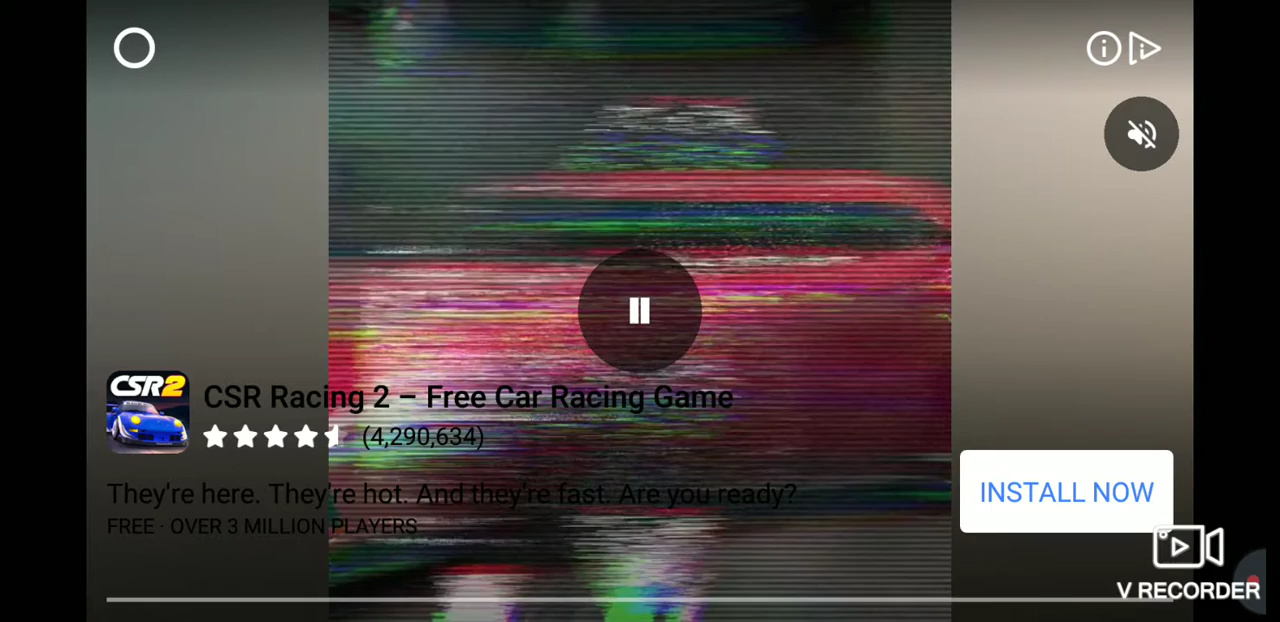 CSR2
CSR Racing 2 – Free Car Racing Game
(4,290,634)
They're here. They're hot. And they're fast. Are you ready?
FREE · OVER 3 MILLION PLAYERS
INSTALL NOW
V RECORDER